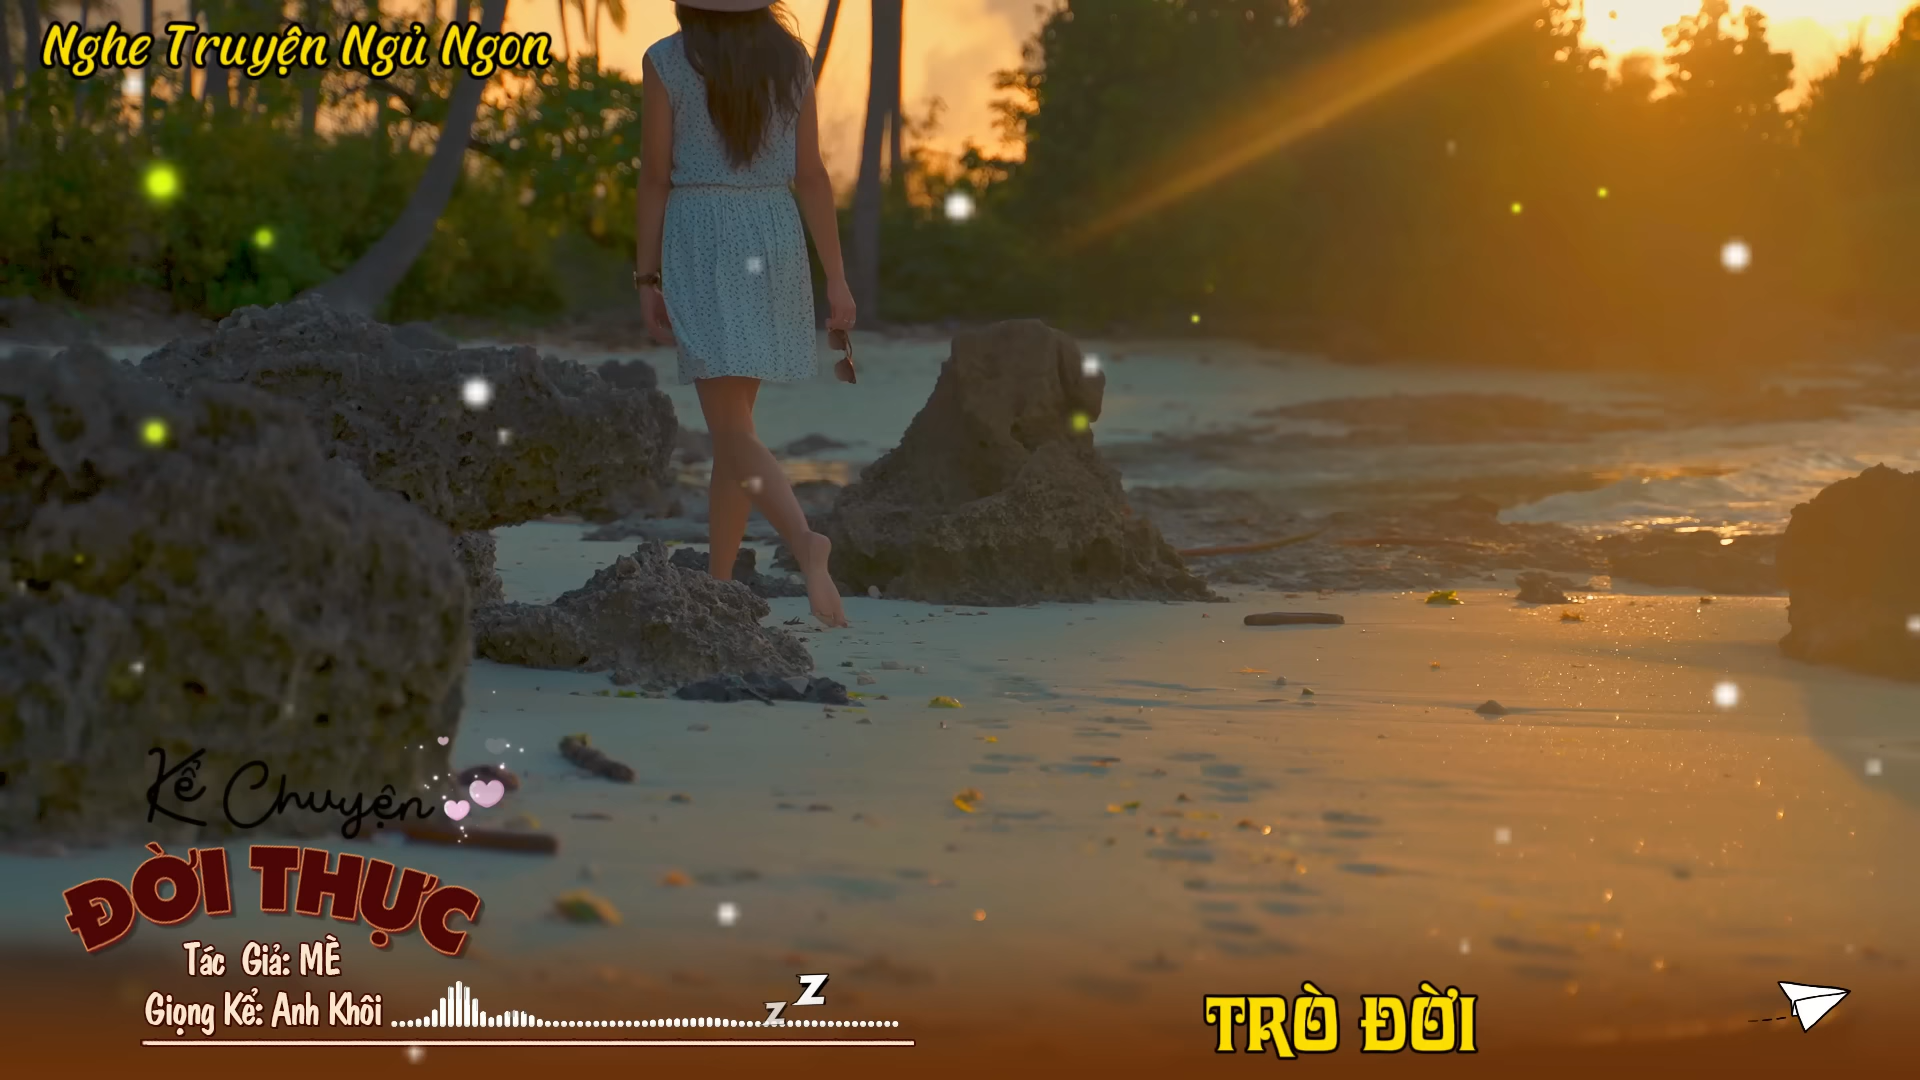 Nghe Truyện Ngủ Ngon
Kể Chuyện
ĐỜI THỰC
Tác Giả: MÈ
Giọng Kể: Anh Khôi
Z
Z
TRÒ ĐỜI